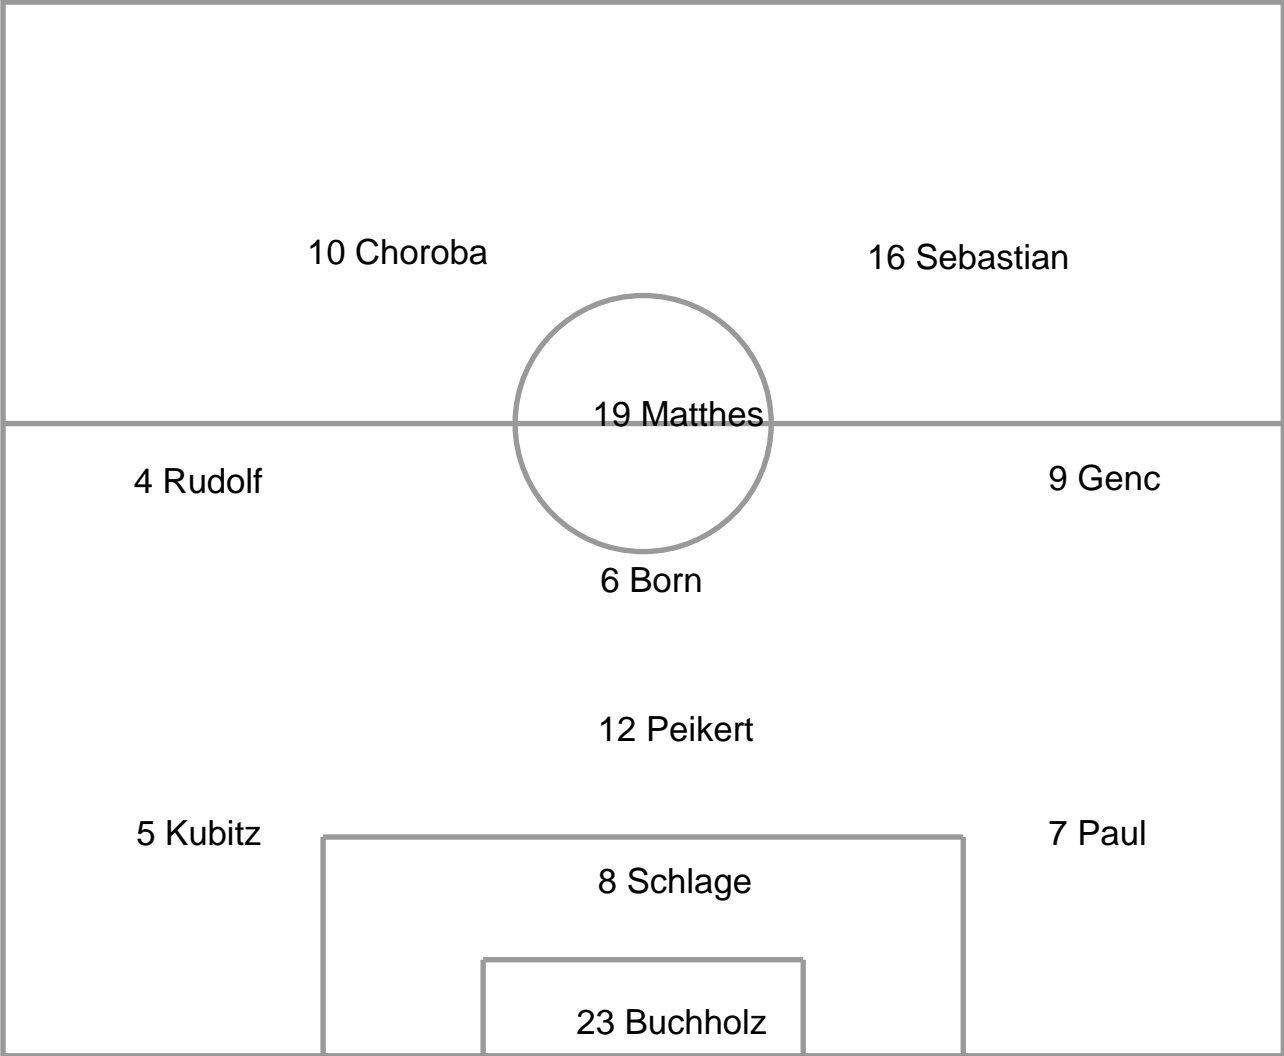 10 Choroba
16 Sebastian
19 Matthes
4 Rudolf
9 Genc
6 Born
12 Peikert
5 Kubitz
7 Paul
8 Schlage
23 Buchholz